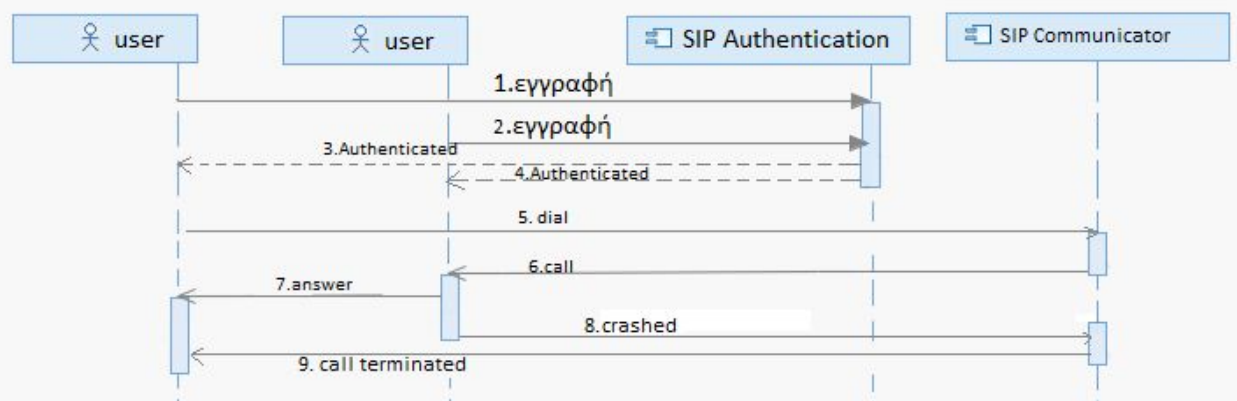 user
user
SIP Authentication
SIP Communicator
1.εγγραφή
2.εγγραφή
3.Authenticated
4.Authenticated
5. dial
6.call
7.answer
8.crashed
9. call terminated